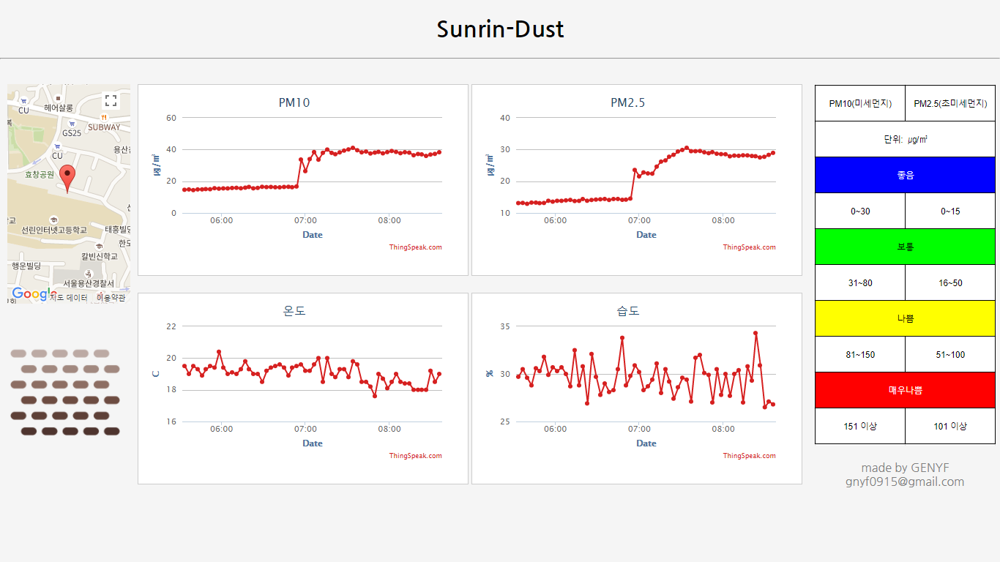 Sunrin-Dust
CU
헤어살롱
SUBWAY
GS25
CU
용산
효창공원
선린인터넷고등학교
태흥빌딩
한도
칼빈신학교
행운빌딩
서울용산경찰서
Google
지도 데이터
이용약관
PM10
60
40
20
0
㎍/㎥
06:00
07:00
08:00
Date
ThingSpeak.com
PM2.5
40
30
20
10
㎍/㎥
06:00
07:00
08:00
Date
ThingSpeak.com
온도
22
20
18
16
C
06:00
07:00
08:00
Date
ThingSpeak.com
습도
35
30
25
%
06:00
07:00
08:00
Date
ThingSpeak.com
PM10(미세먼지) PM2.5(초미세먼지)
단위: ㎍/㎥
좋음
0~30 0~15
보통
31~80 16~50
나쁨
81~150 51~100
매우나쁨
151 이상 101 이상
made by GENYF
gnyf0915@gmail.com